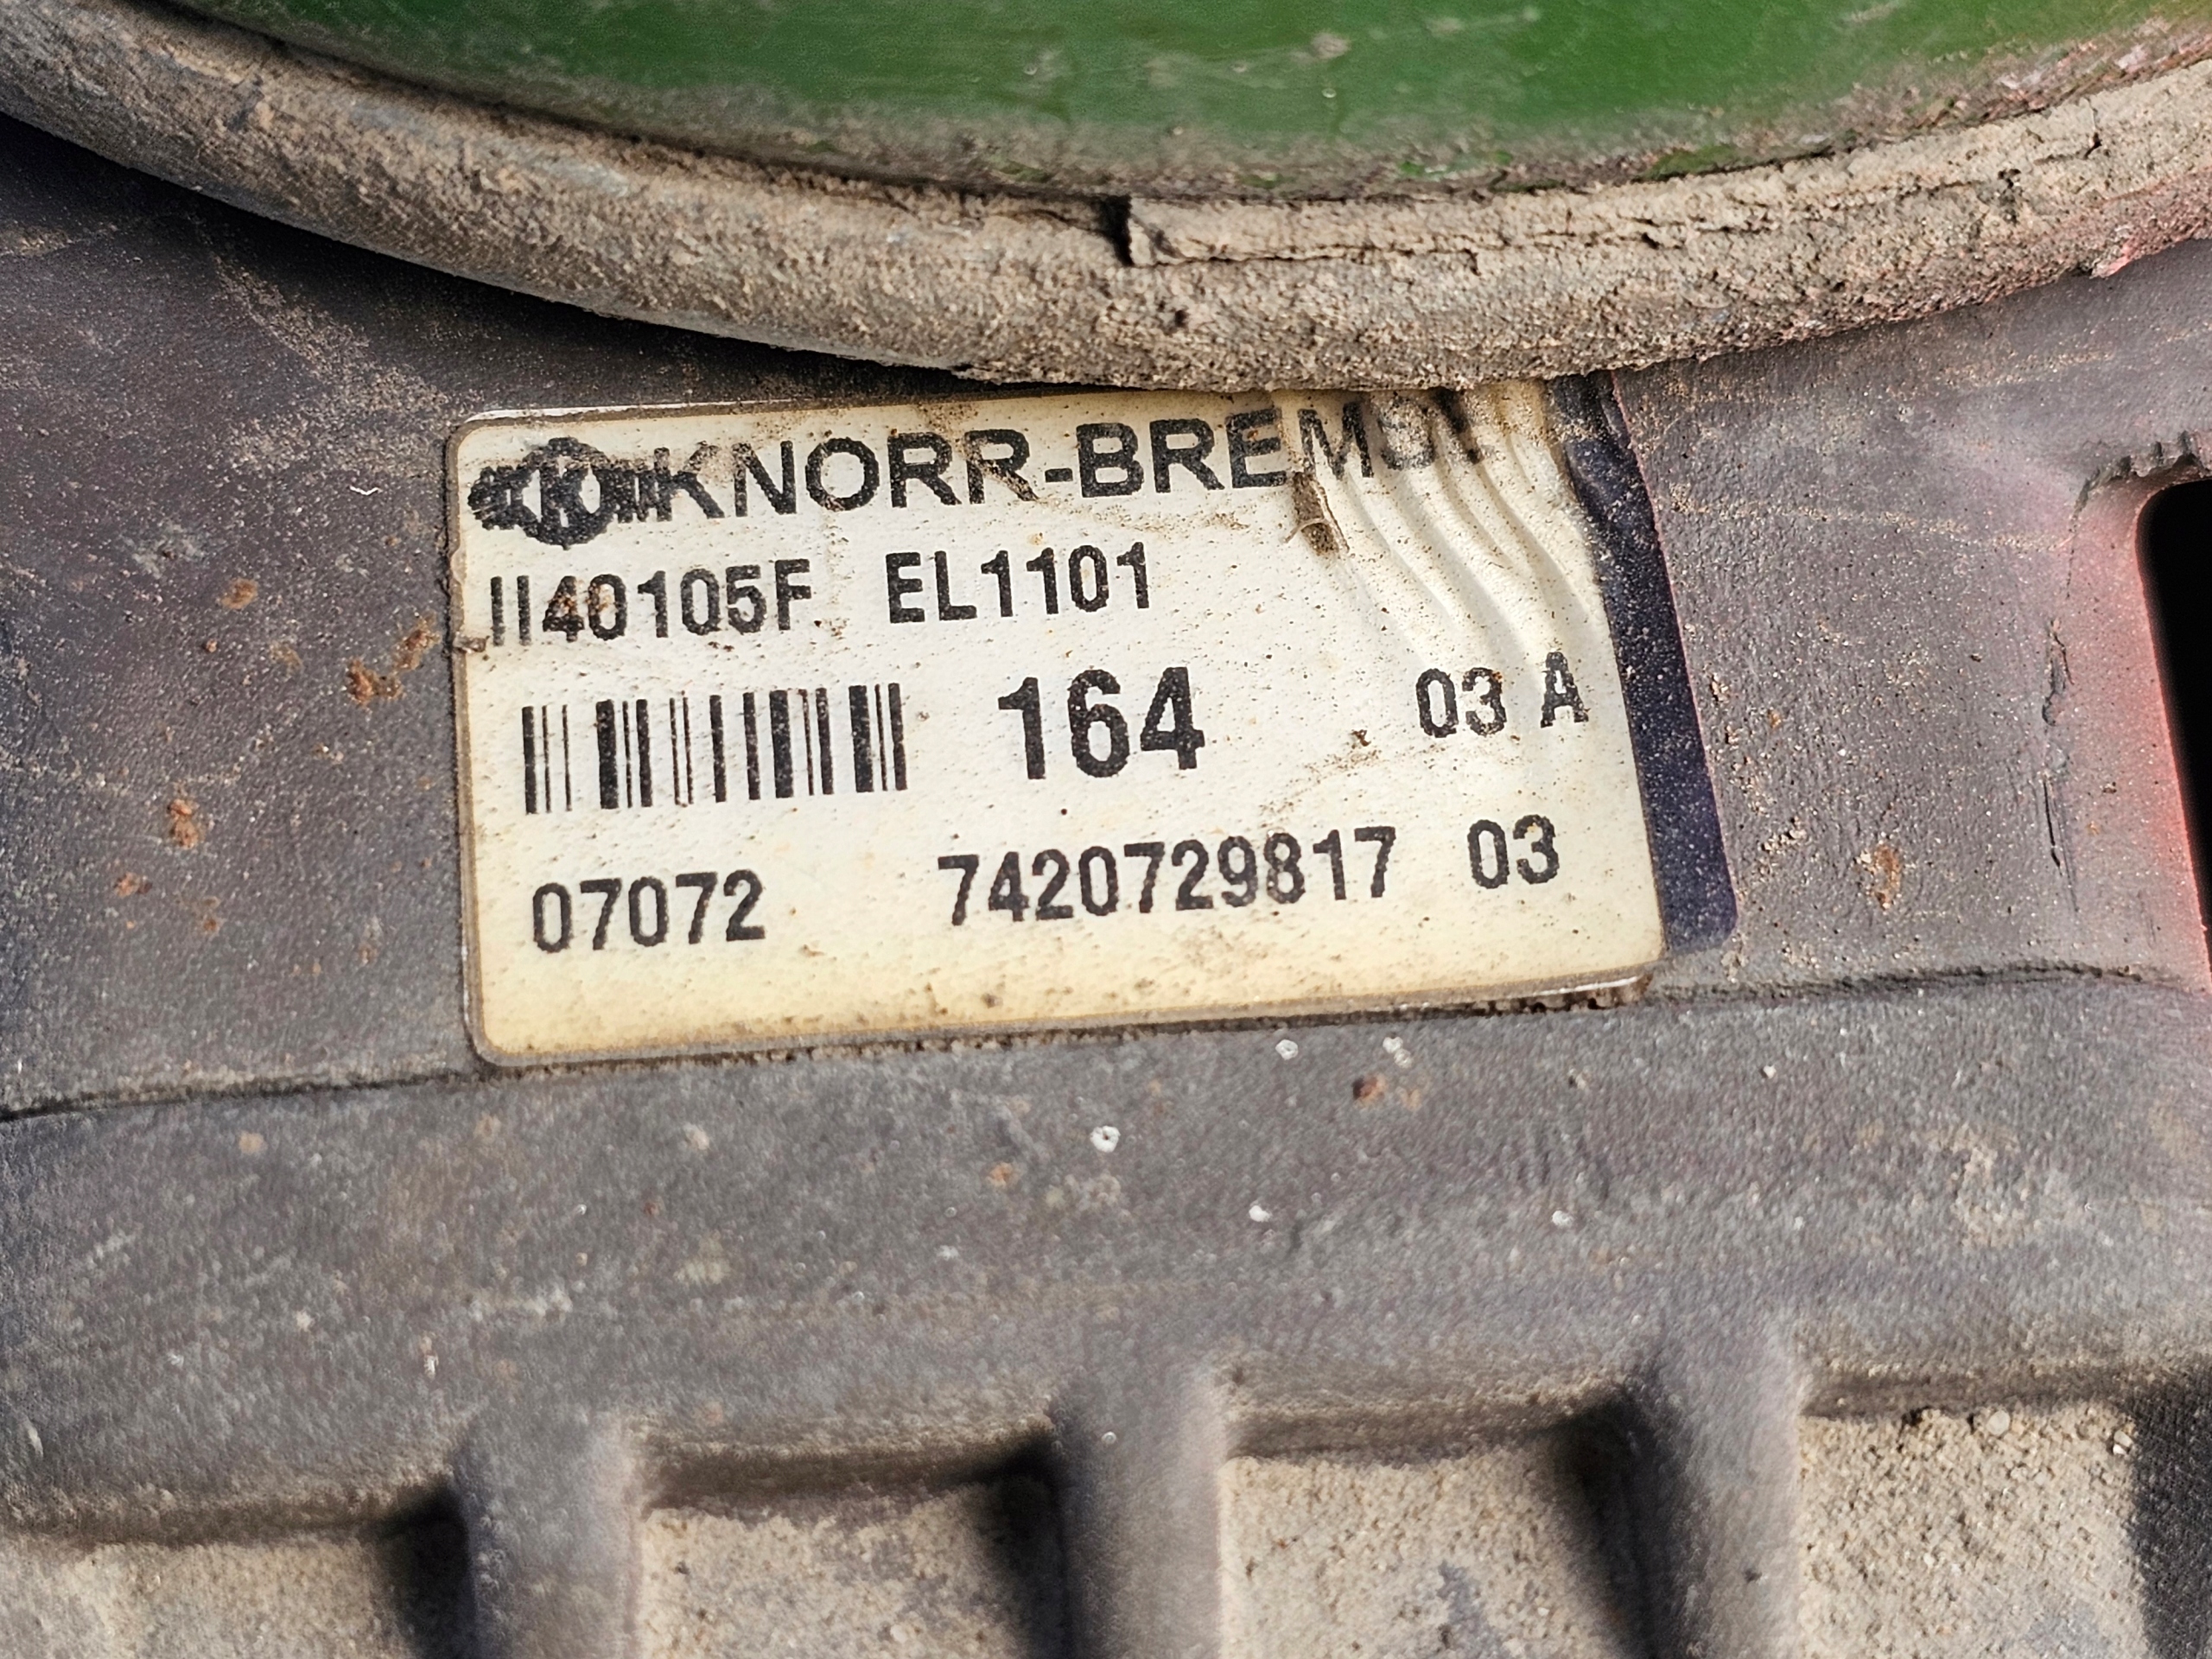 KNORR-BREMSE
II40105F EL1101
164 03 A
07072 7420729817 03